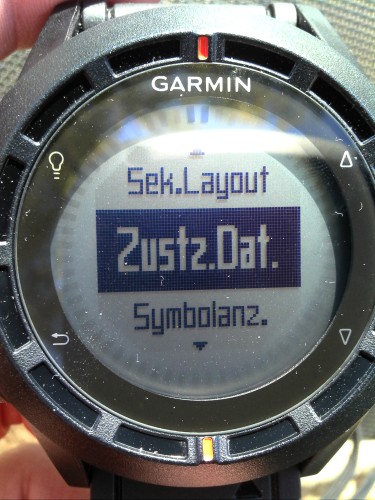 GARMIN
Sek.Layout
Zustz.Dat.
Symbolanz.